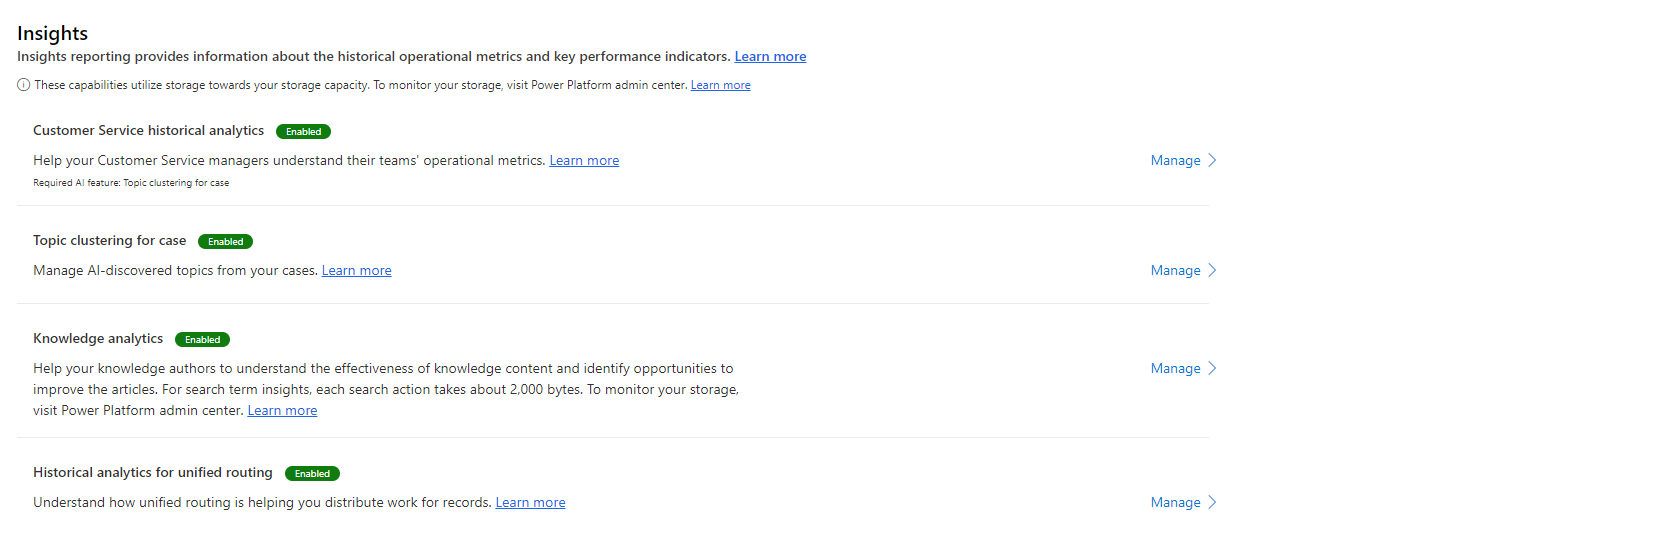 Insights
Insights reporting provides information about the historical operational metrics and key performance indicators. Learn more
These capabilities utilize storage towards your storage capacity. To monitor your storage, visit Power Platform admin center. Learn more
Customer Service historical analytics Enabled
Help your Customer Service managers understand their teams' operational metrics. Learn more Manage
Required AI feature: Topic clustering for case
Topic clustering for case Enabled
Manage AI-discovered topics from your cases. Learn more Manage
Knowledge analytics Enabled
Help your knowledge authors to understand the effectiveness of knowledge content and identify opportunities to Manage
improve the articles. For search term insights, each search action takes about 2,000 bytes. To monitor your storage,
visit Power Platform admin center. Learn more
Historical analytics for unified routing Enabled
Understand how unified routing is helping you distribute work for records. Learn more Manage